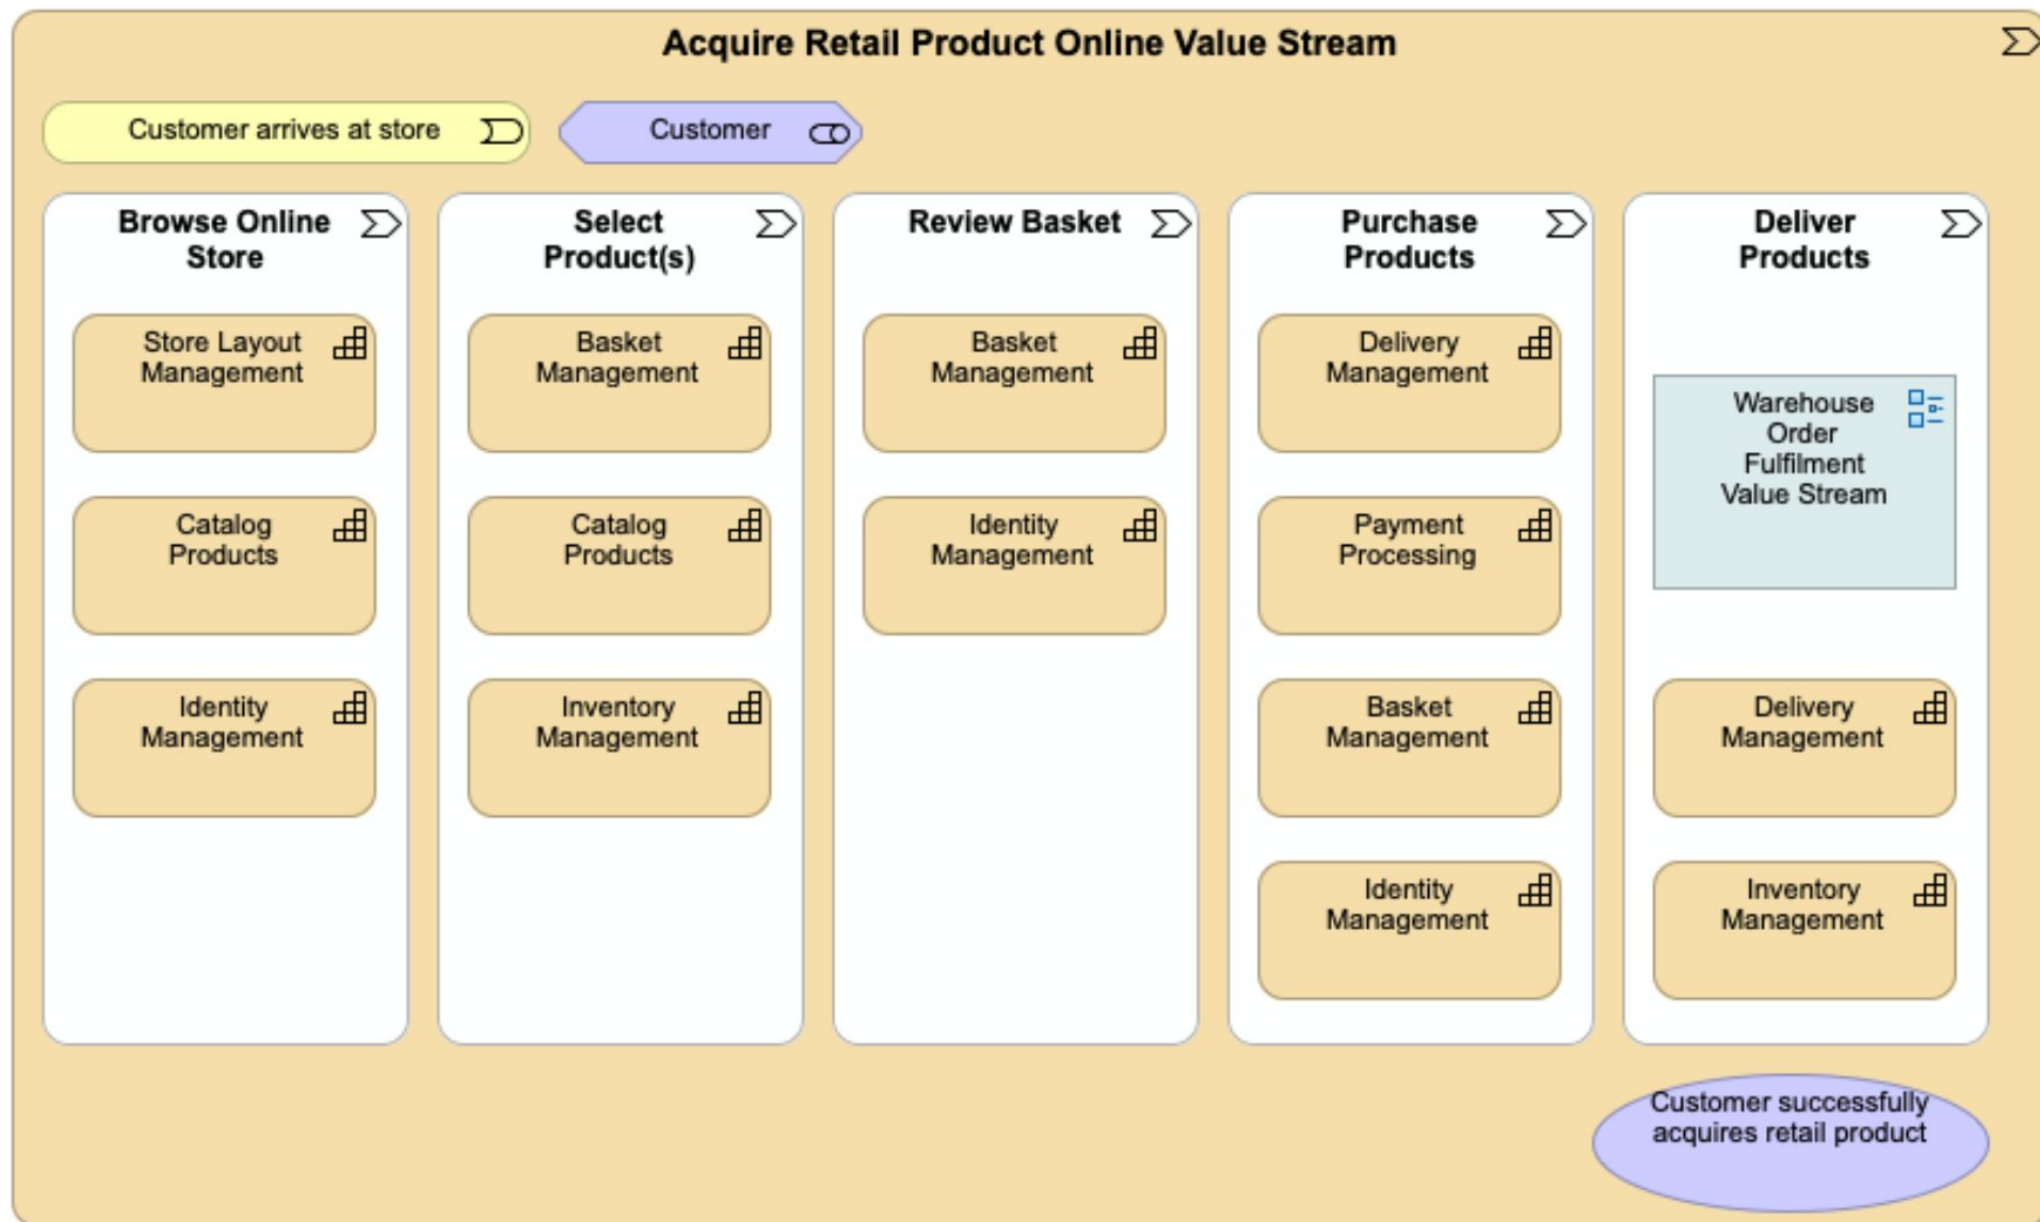 Acquire Retail Product Online Value Stream
Customer arrives at store
Customer
Browse Online
Store
Store Layout
Management
Catalog
Products
Identity
Management
Select
Product(s)
Basket
Management
Catalog
Products
Inventory
Management
Review Basket
Basket
Management
Identity
Management
Purchase
Products
Delivery
Management
Payment
Processing
Basket
Management
Identity
Management
Deliver
Products
Warehouse
Order
Fulfilment
Value Stream
Delivery
Management
Inventory
Management
Customer successfully
acquires retail product